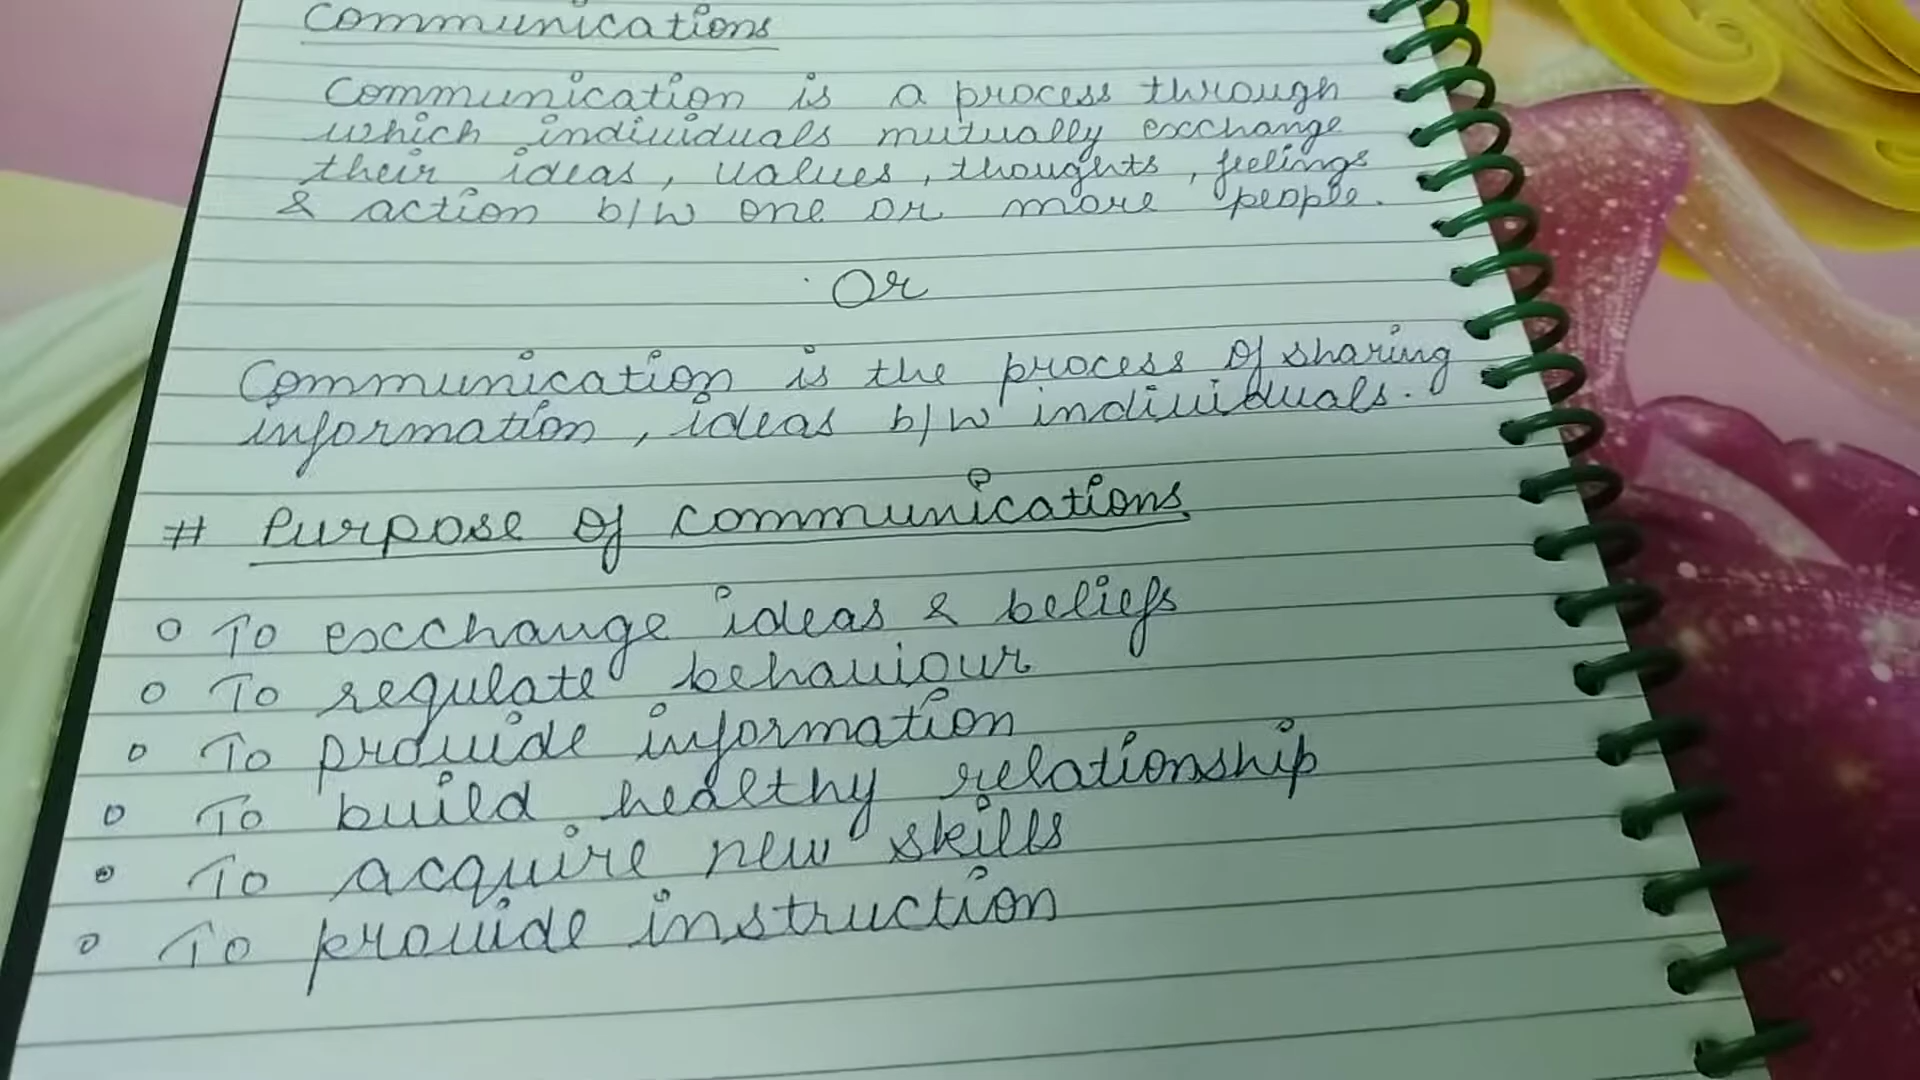 Communications
Communication is a process through
which individuals mutually exchange
their ideas, values, thoughts, feelings
& action b/w one or more people.
Or
Communication is the process of sharing
information, ideas b/w individuals.
# Purpose of communications
o To exchange ideas & beliefs
o To regulate behaviour
o To provide information
o To build healthy relationship
o To acquire new skills
o To provide instruction